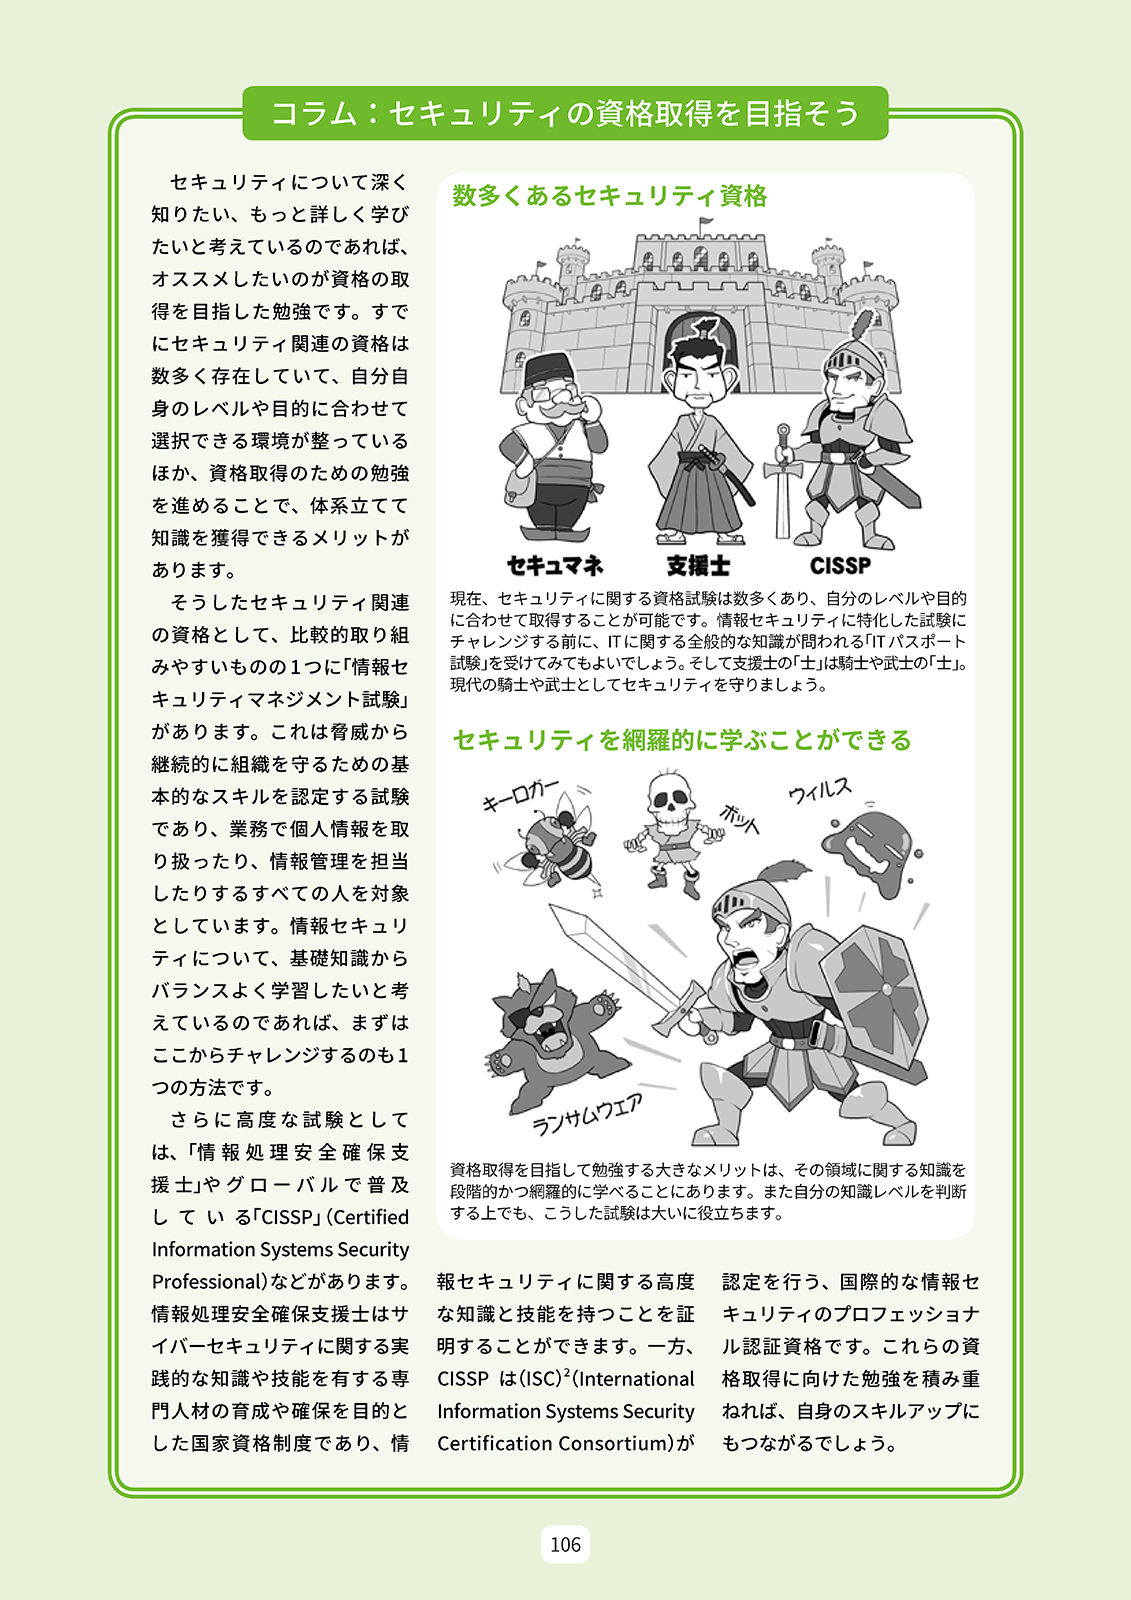 コラム：セキュリティの資格取得を目指そう
セキュリティについて深く
知りたい、もっと詳しく学び
たいと考えているのであれば、
オススメしたいのが資格の取
得を目指した勉強です。すで
にセキュリティ関連の資格は
数多く存在していて、自分自
身のレベルや目的に合わせて
選択できる環境が整っている
ほか、資格取得のための勉強
を進めることで、体系立てて
知識を獲得できるメリットが
あります。
そうしたセキュリティ関連
の資格として、比較的取り組
みやすいものの1つに「情報セ
キュリティマネジメント試験」
があります。これは脅威から
継続的に組織を守るための基
本的なスキルを認定する試験
であり、業務で個人情報を取
り扱ったり、情報管理を担当
したりするすべての人を対象
としています。情報セキュリ
ティについて、基礎知識から
バランスよく学習したいと考
えているのであれば、まずは
ここからチャレンジするのも1
つの方法です。
さらに高度な試験として
は、「情報処理安全確保支
援士」やグローバルで普及
している「CISSP」（Certified
Information Systems Security
Professional）などがあります。
情報処理安全確保支援士はサ
イバーセキュリティに関する実
践的な知識や技能を有する専
門人材の育成や確保を目的と
した国家資格制度であり、情
数多くあるセキュリティ資格
セキュマネ
支援士
CISSP
現在、セキュリティに関する資格試験は数多くあり、自分のレベルや目的
に合わせて取得することが可能です。情報セキュリティに特化した試験に
チャレンジする前に、ITに関する全般的な知識が問われる「ITパスポート
試験」を受けてみてもよいでしょう。そして支援士の「士」は騎士や武士の「士」。
現代の騎士や武士としてセキュリティを守りましょう。
セキュリティを網羅的に学ぶことができる
キーロガー
ボット
ウィルス
ランサムウェア
資格取得を目指して勉強する大きなメリットは、その領域に関する知識を
段階的かつ網羅的に学べることにあります。また自分の知識レベルを判断
する上でも、こうした試験は大いに役立ちます。
報セキュリティに関する高度
な知識と技能を持つことを証
明することができます。一方、
CISSP は（ISC）²（International
Information Systems Security
Certification Consortium）が
認定を行う、国際的な情報セ
キュリティのプロフェッショナ
ル認証資格です。これらの資
格取得に向けた勉強を積み重
ねれば、自身のスキルアップに
もつながるでしょう。
106